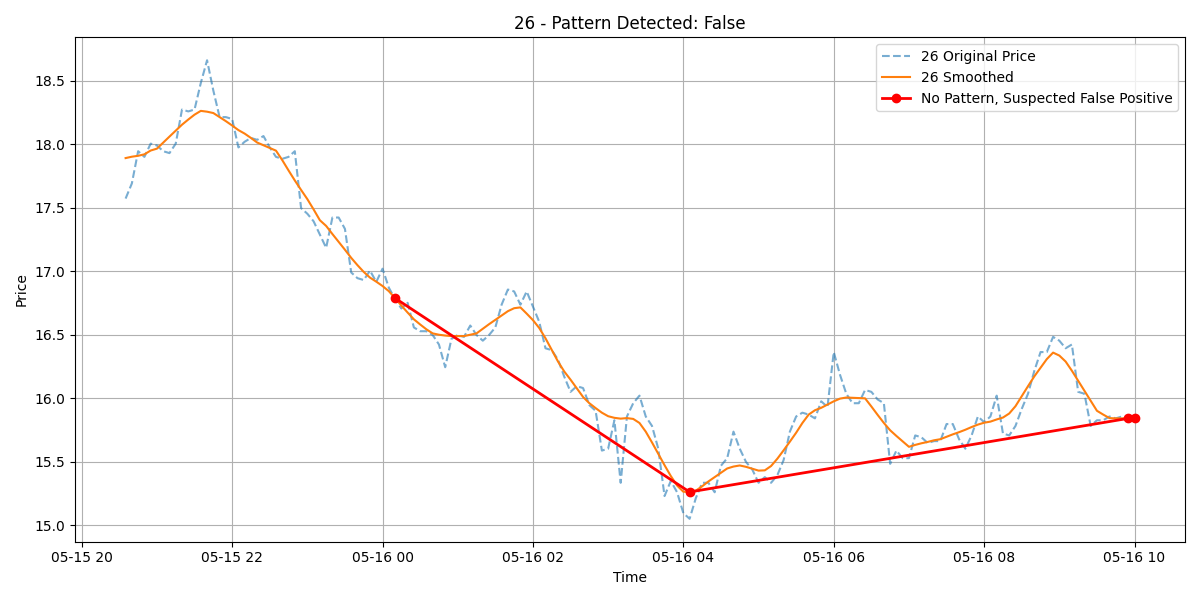 26 - Pattern Detected: False
26 Original Price
26 Smoothed
No Pattern, Suspected False Positive
Price
18.5
18.0
17.5
17.0
16.5
16.0
15.5
15.0
05-15 20 05-15 22 05-16 00 05-16 02 05-16 04 05-16 06 05-16 08 05-16 10
Time